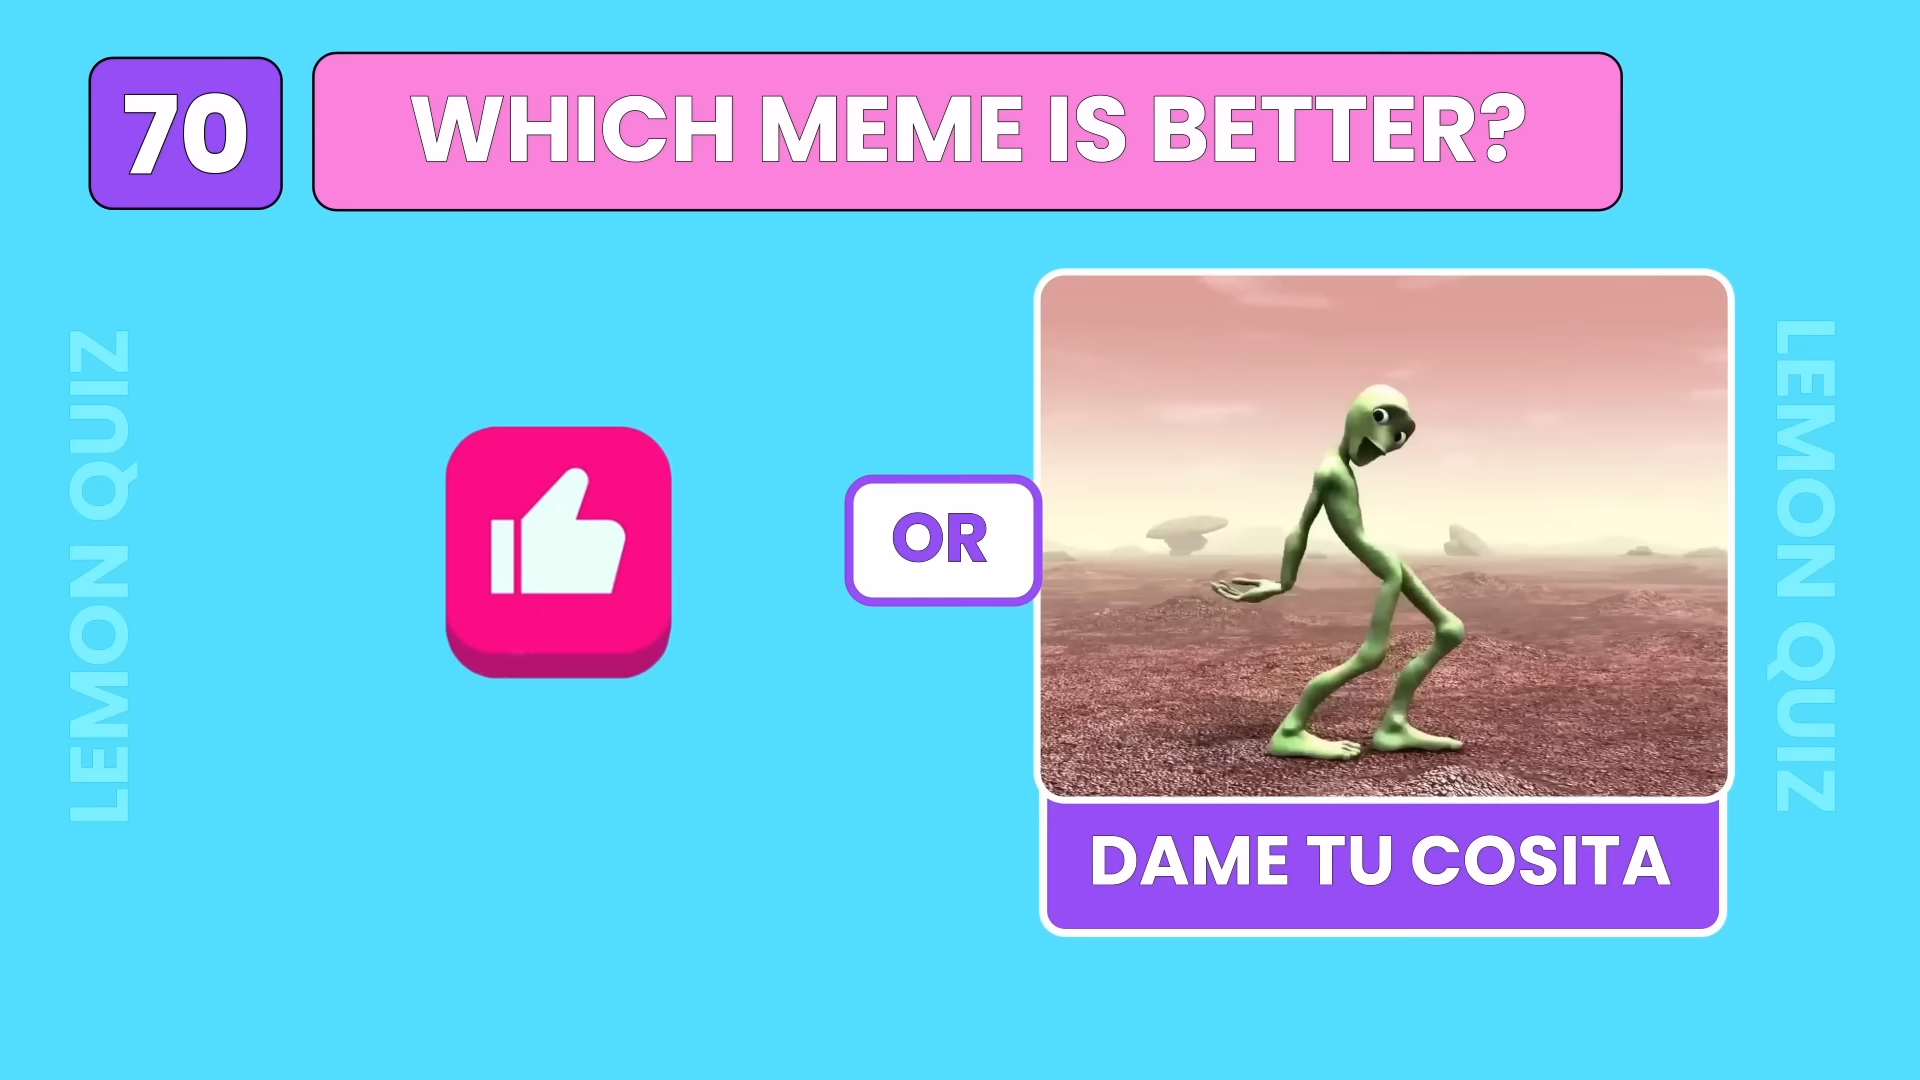 70
WHICH MEME IS BETTER?
LEMON QUIZ
OR
DAME TU COSITA
LEMON QUIZ